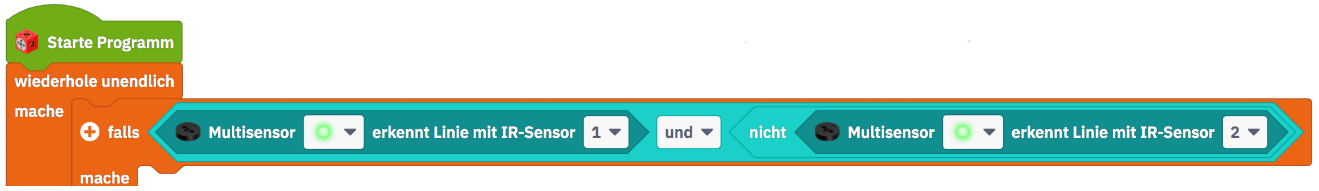 Starte Programm
wiederhole unendlich
mache
falls Multisensor erkennt Linie mit IR-Sensor 1 und nicht Multisensor erkennt Linie mit IR-Sensor 2
mache